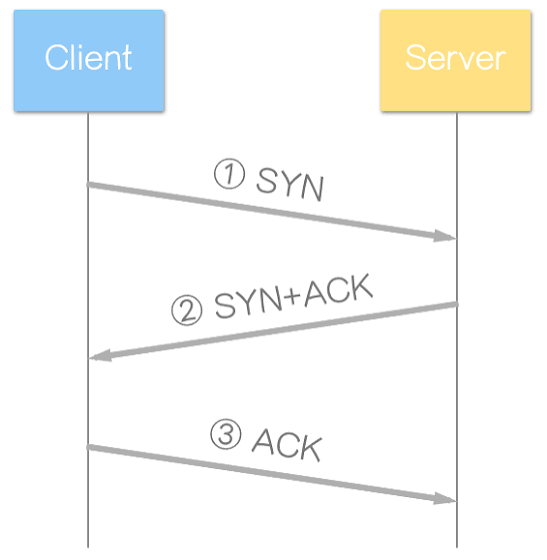 Client
Server
① SYN
② SYN+ACK
③ ACK